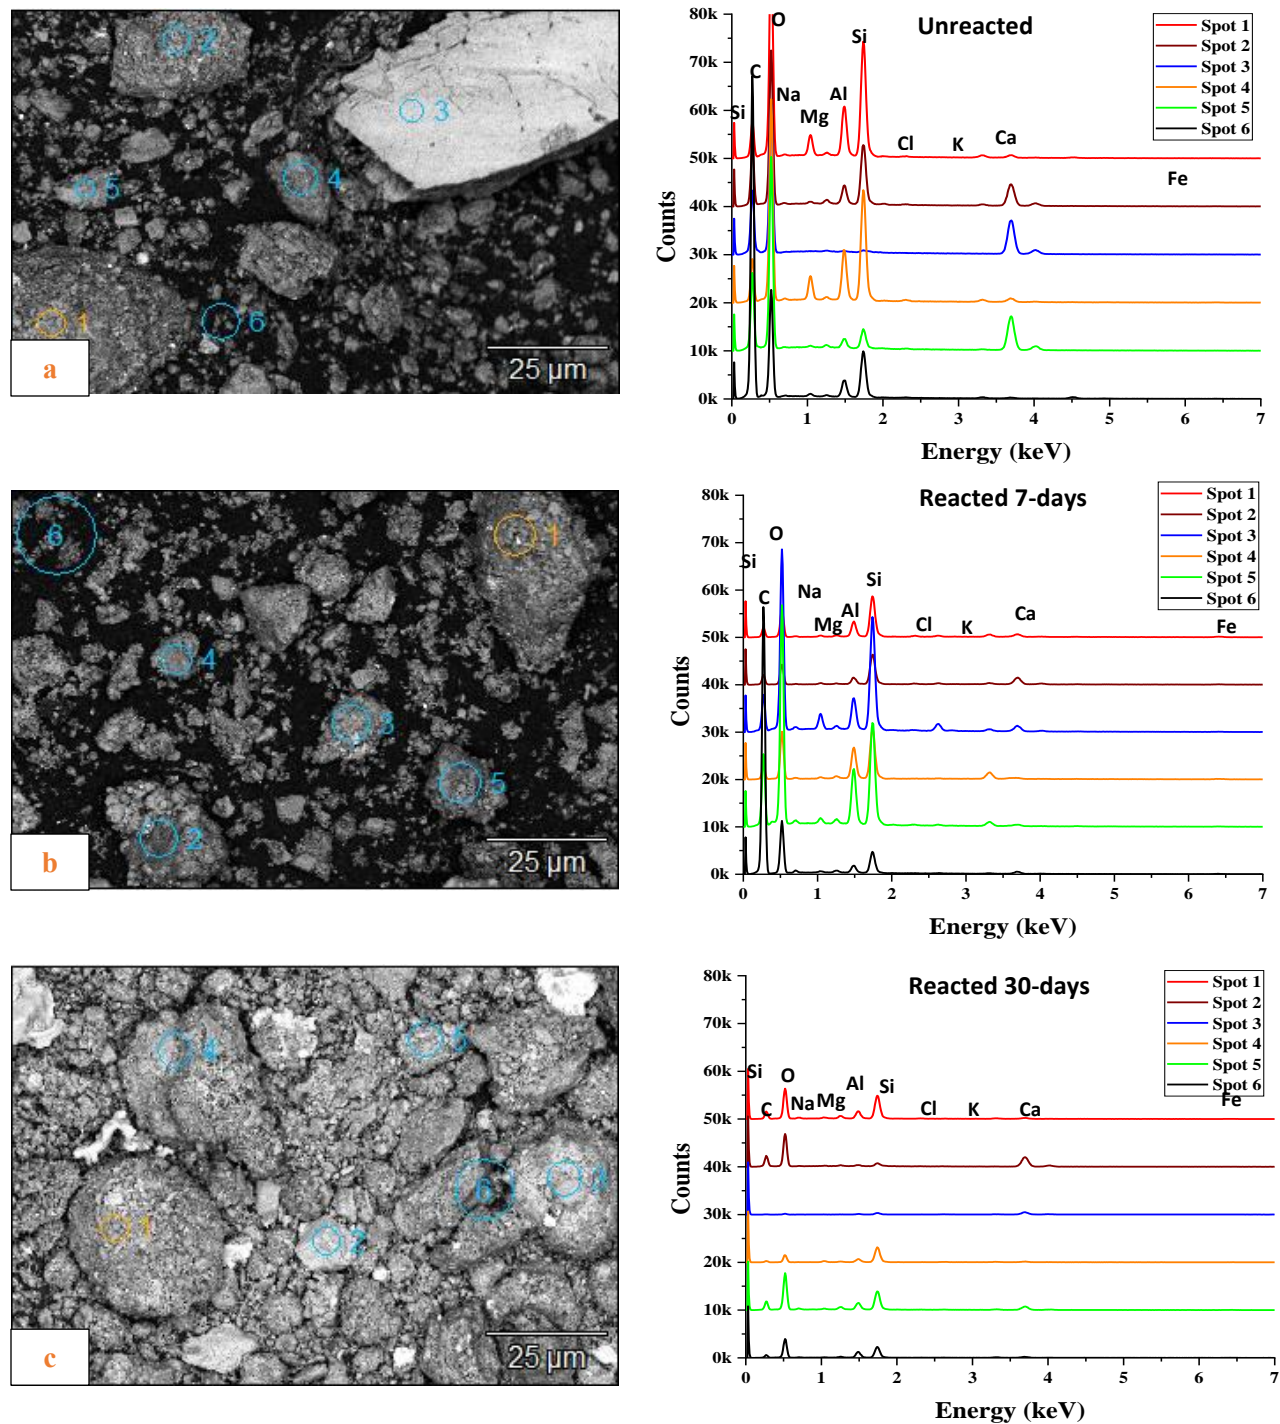 2
3
4
5
1
6
25 µm
a
Unreacted
Spot 1
Spot 2
Spot 3
Spot 4
Spot 5
Spot 6
O
Si
C
Na
Al
Mg
Si
Cl
K
Ca
Fe
80k
70k
60k
50k
40k
30k
20k
10k
0k
Counts
0 1 2 3 4 5 6 7
Energy (keV)
6
1
4
3
5
2
25 µm
b
Reacted 7-days
Spot 1
Spot 2
Spot 3
Spot 4
Spot 5
Spot 6
O
Si
C
Na
Si
Al
Mg
Cl
K
Ca
Fe
80k
70k
60k
50k
40k
30k
20k
10k
0k
Counts
0 1 2 3 4 5 6 7
Energy (keV)
4
5
6
1
2
25 µm
c
Reacted 30-days
Spot 1
Spot 2
Spot 3
Spot 4
Spot 5
Spot 6
Si
O
C
Na
Mg
Al
Si
Cl
K
Ca
Fe
80k
70k
60k
50k
40k
30k
20k
10k
0k
Counts
0 1 2 3 4 5 6 7
Energy (keV)